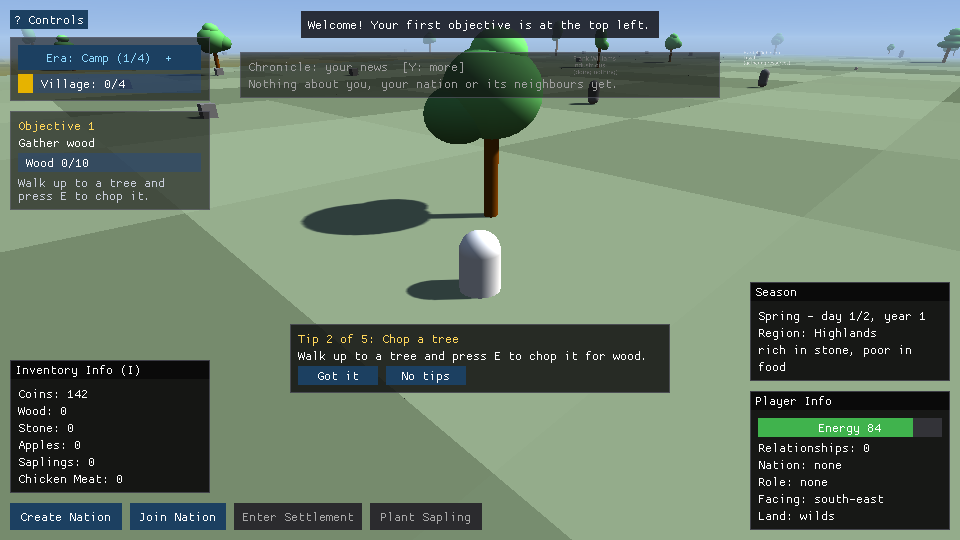 ? Controls
Welcome! Your first objective is at the top left.
Era: Camp (1/4) +
Village: 0/4
Chronicle: your news [Y: more]
Nothing about you, your nation or its neighbours yet.
Objective 1
Gather wood
Wood 0/10
Walk up to a tree and
press E to chop it.
Season
Spring - day 1/2, year 1
Region: Highlands
rich in stone, poor in
food
Tip 2 of 5: Chop a tree
Walk up to a tree and press E to chop it for wood.
Got it
No tips
Inventory Info (I)
Coins: 142
Wood: 0
Stone: 0
Apples: 0
Saplings: 0
Chicken Meat: 0
Player Info
Energy 84
Relationships: 0
Nation: none
Role: none
Facing: south-east
Land: wilds
Create Nation
Join Nation
Enter Settlement
Plant Sapling